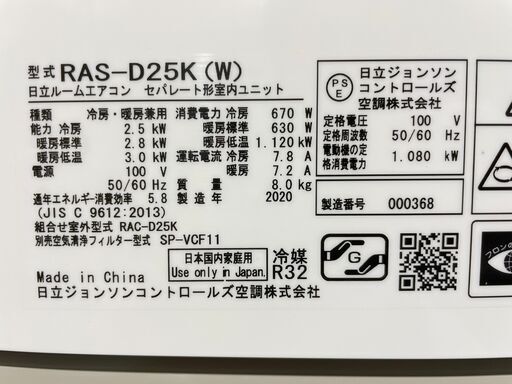 型式 RAS-D25K(W)
日立ルームエアコン セパレート形室内ユニット
種類 冷房・暖房兼用
能力 冷房 2.5 kW
暖房標準 2.8 kW
暖房低温 3.0 kW
電源 100 V
50/60 Hz
消費電力 冷房 670 W
暖房標準 630 W
暖房低温 1.120 kW
運転電流 冷房 7.8 A
暖房 7.2 A
質量 8.0 kg
製造年 2020
通年エネルギー消費効率 5.8
(JIS C 9612:2013)
組合せ室外型式 RAC-D25K
別売空気清浄フィルター型式 SP-VCF11
日本国内家庭用
Use only in Japan.
冷媒
R32
G
Made in China
日立ジョンソンコントロールズ空調株式会社
PS
E
日立ジョンソン
コントロールズ
空調株式会社
定格電圧 100 V
定格周波数 50/60 Hz
電動機の定格消費電力 1.080 kW
製造番号 000368
フロンの